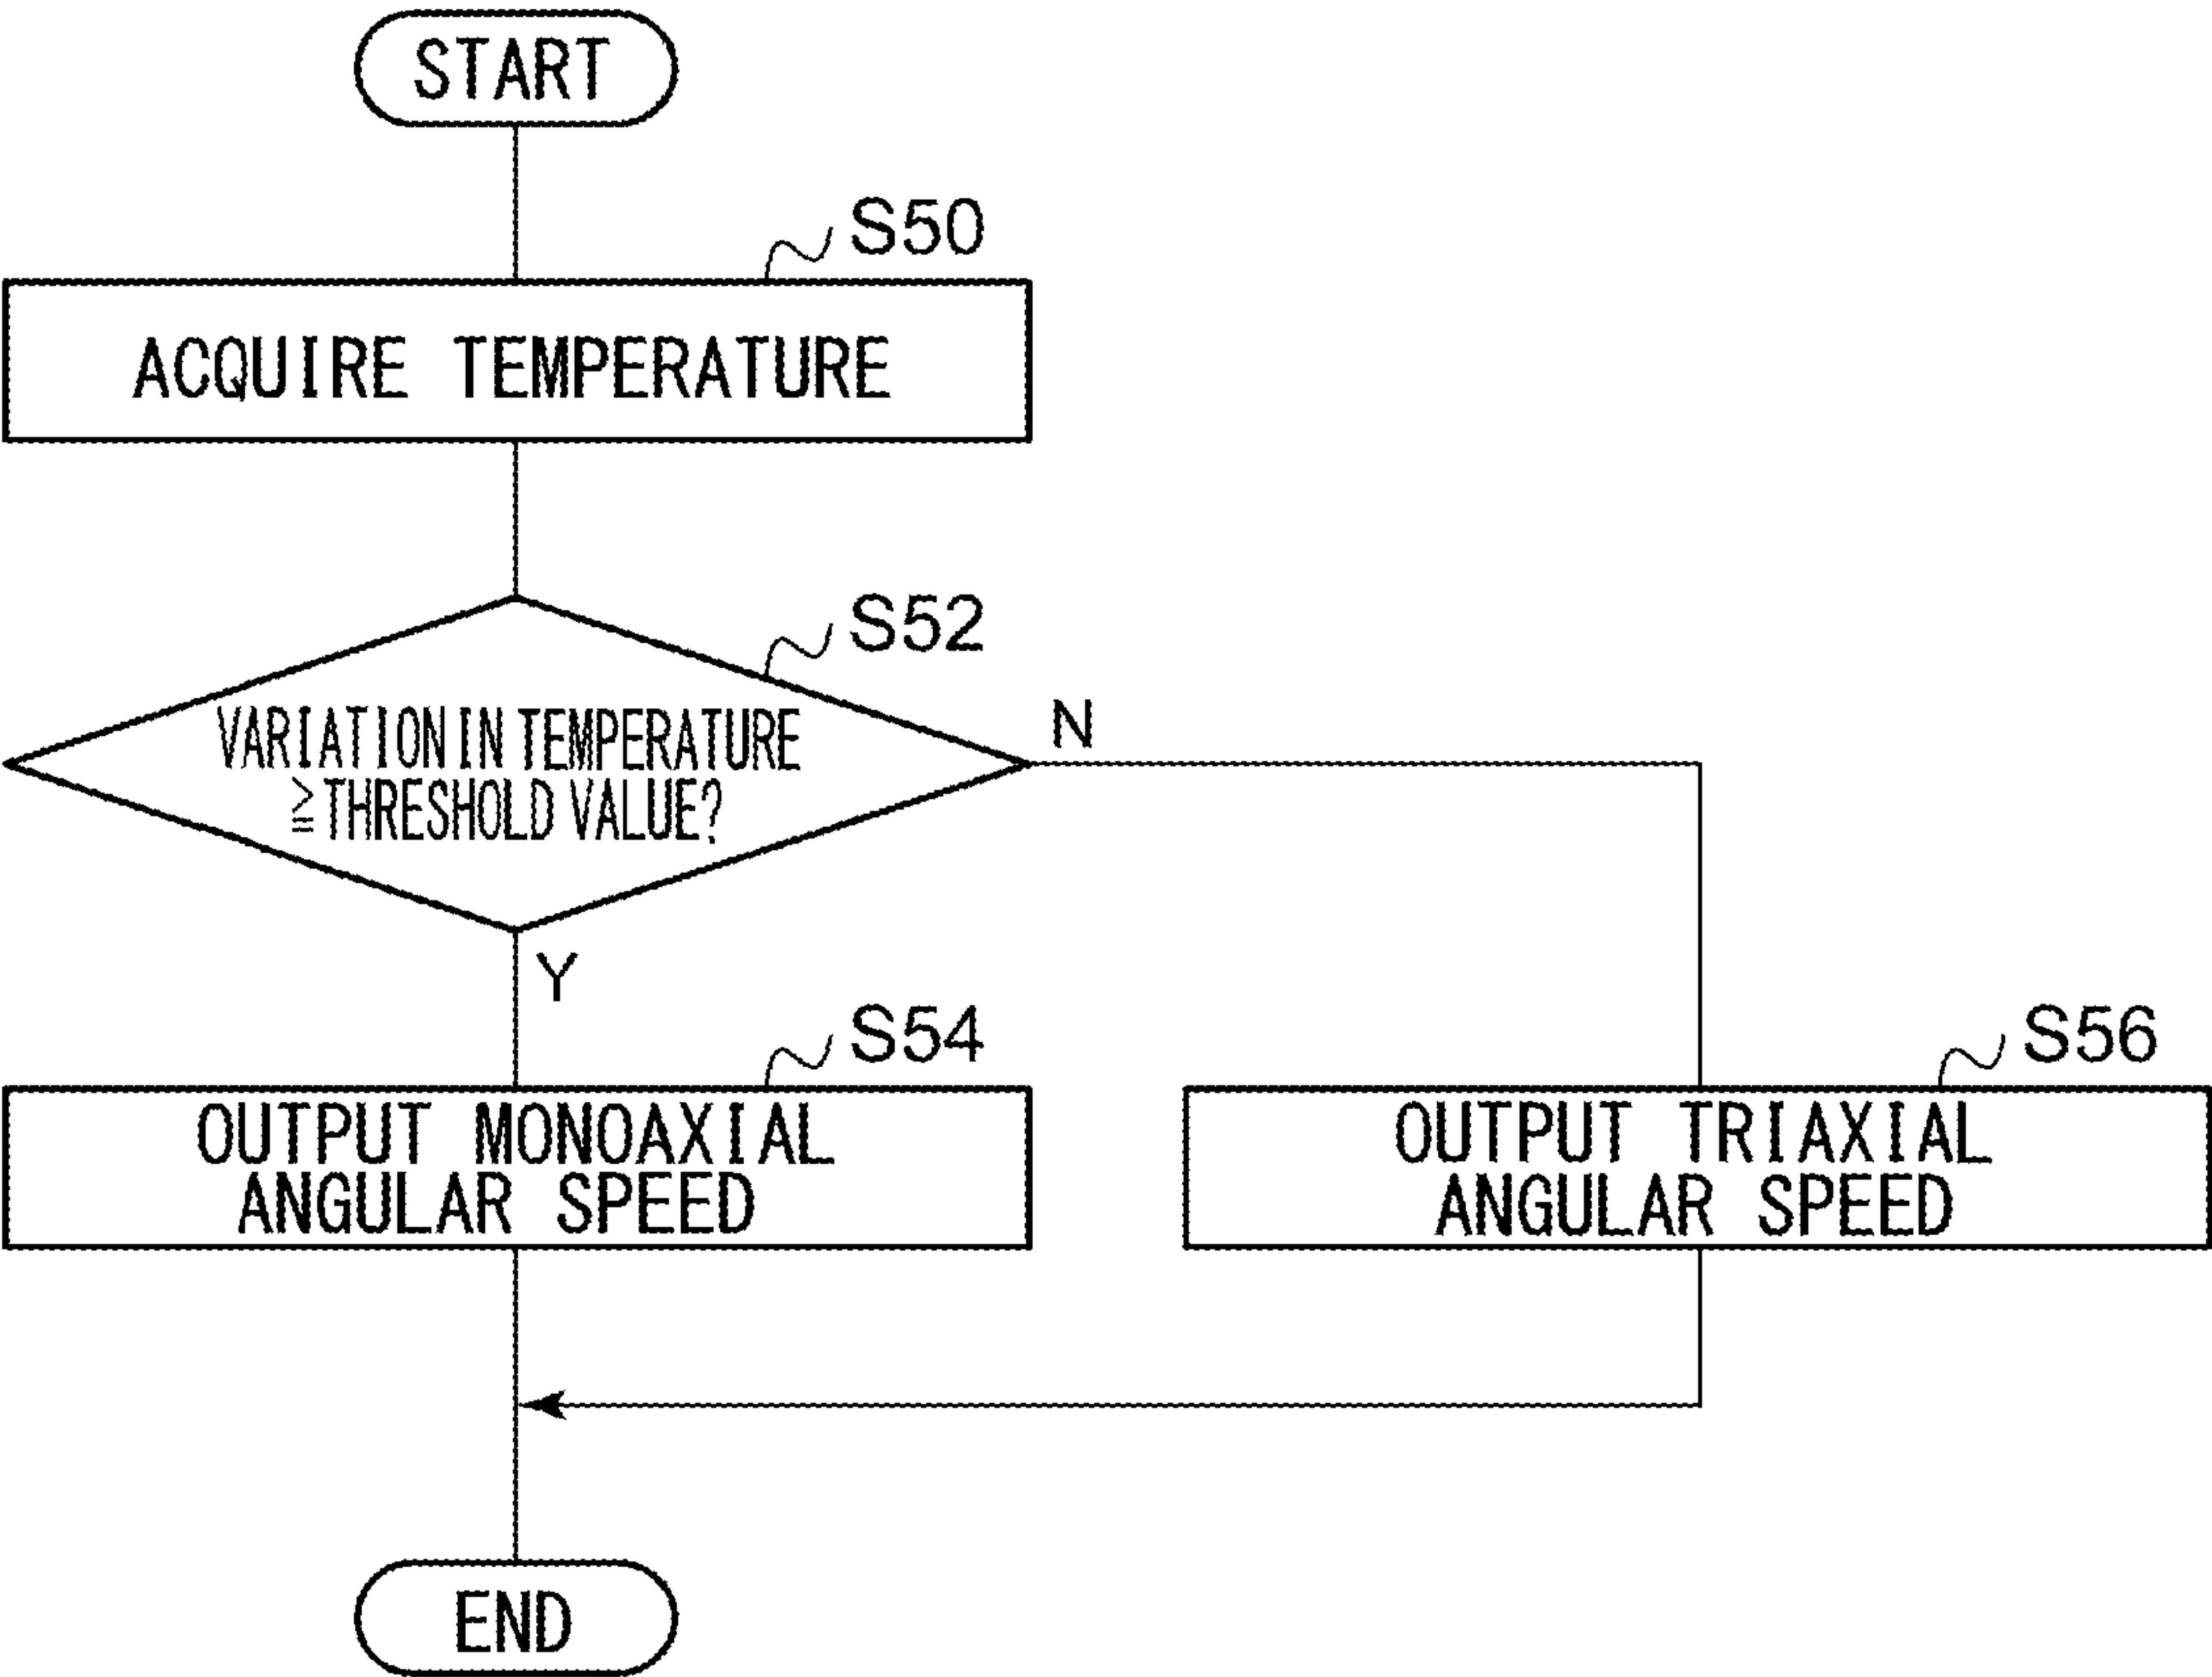 START
S50
ACQUIRE TEMPERATURE
S52
VARIATION IN TEMPERATURE
≧THRESHOLD VALUE?
N
Y
S54
OUTPUT MONOAXIAL
ANGULAR SPEED
S56
OUTPUT TRIAXIAL
ANGULAR SPEED
END